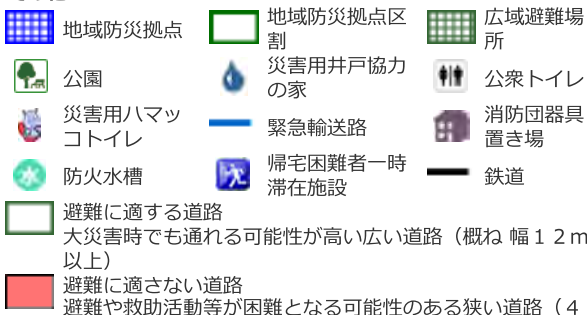 地域防災拠点
地域防災拠点区
割
広域避難場
所
公園
災害用井戸協力
の家
公衆トイレ
災害用ハマッ
コトイレ
緊急輸送路
消防団器具
置き場
水
防火水槽
帰宅困難者一時
滞在施設
鉄道
避難に適する道路
大災害時でも通れる可能性が高い広い道路（概ね 幅１２ｍ
以上）
避難に適さない道路
避難や救助活動等が困難となる可能性のある狭い道路（４